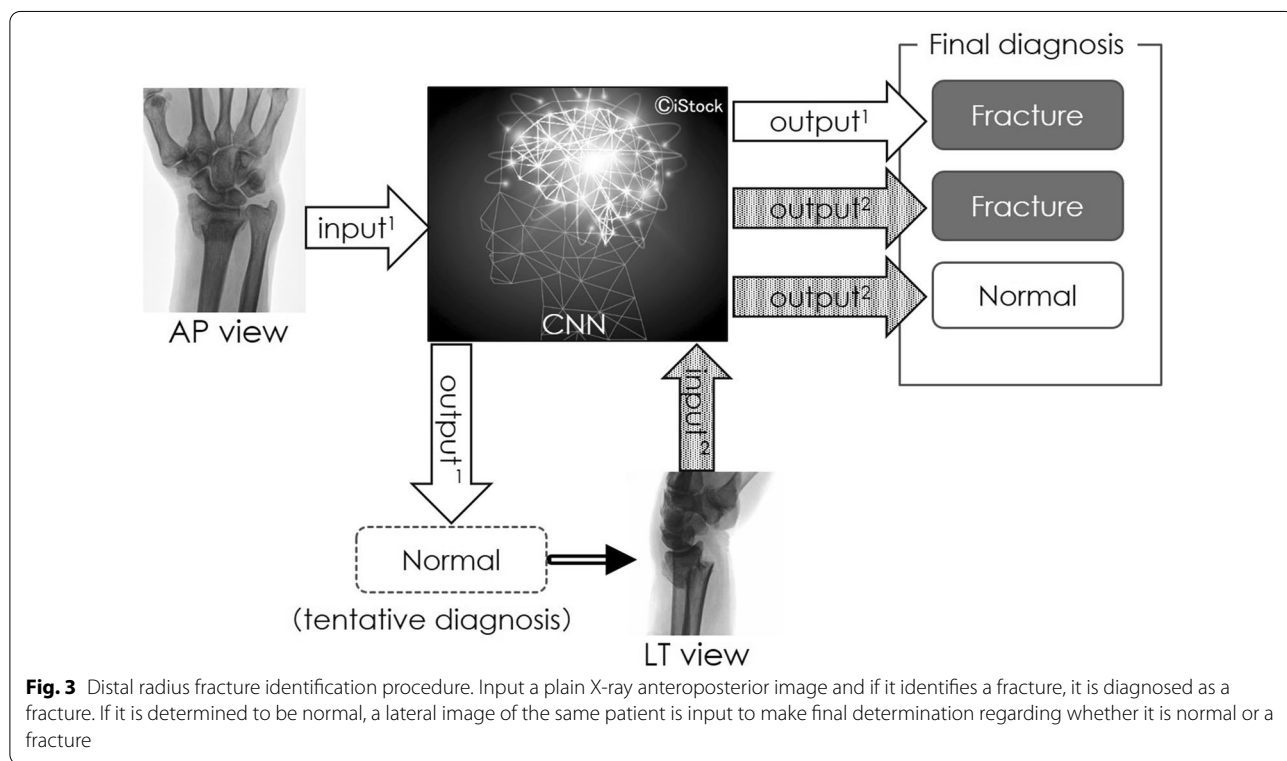 Final diagnosis
©iStock
output¹
Fracture
input¹
output²
Fracture
output²
Normal
AP view
CNN
output¹
input²
Normal
(tentative diagnosis)
LT view
Fig. 3 Distal radius fracture identification procedure. Input a plain X-ray anteroposterior image and if it identifies a fracture, it is diagnosed as a
fracture. If it is determined to be normal, a lateral image of the same patient is input to make final determination regarding whether it is normal or a
fracture